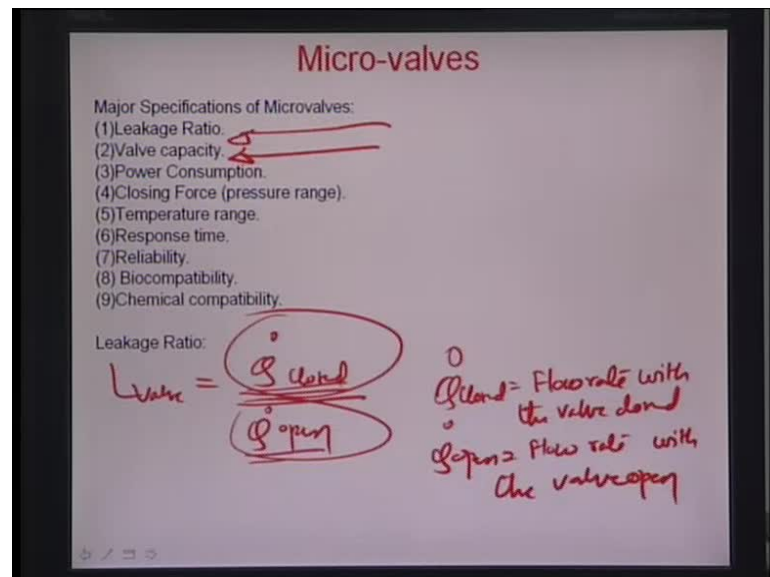 Micro-valves
Major Specifications of Microvalves:
(1)Leakage Ratio.
(2)Valve capacity.
(3)Power Consumption.
(4)Closing Force (pressure range).
(5)Temperature range.
(6)Response time.
(7)Reliability.
(8) Biocompatibility.
(9)Chemical compatibility.
Leakage Ratio:
L valve = Q̇ closed / Q̇ open
Q̇ closed = Flow rate with
the valve closed
Q̇ open = Flow rate with
the valve open